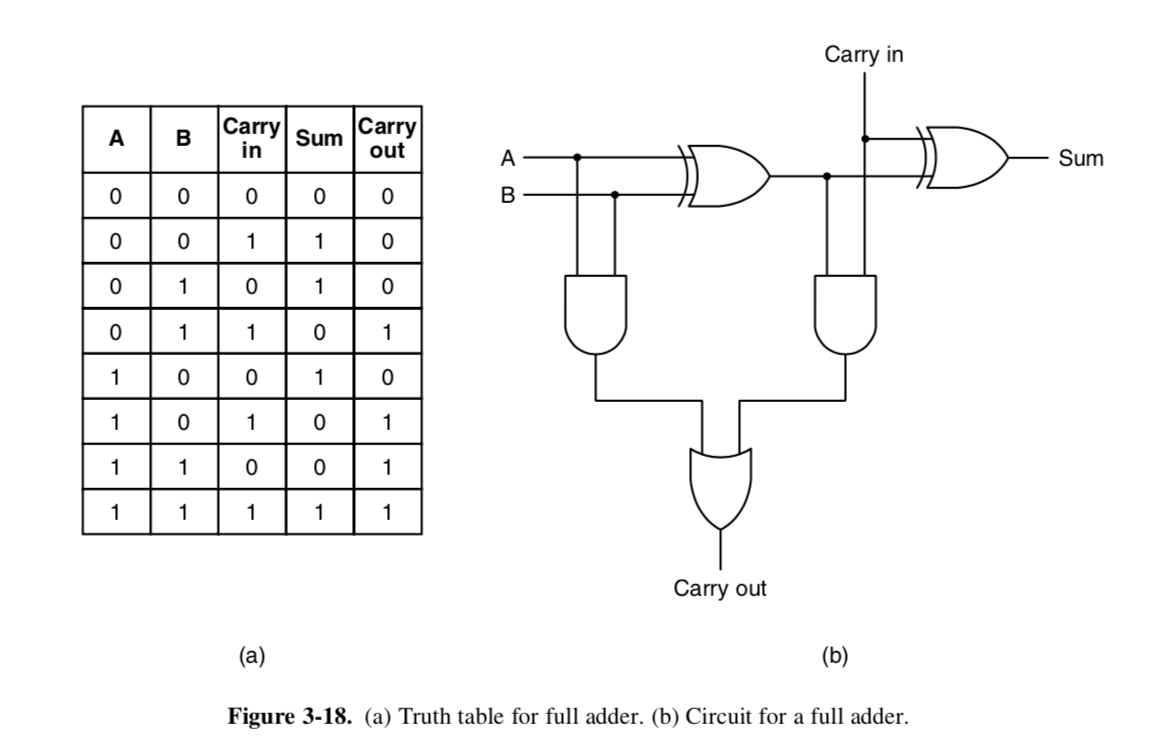 A B Carry in Sum Carry out
0 0 0 0 0
0 0 1 1 0
0 1 0 1 0
0 1 1 0 1
1 0 0 1 0
1 0 1 0 1
1 1 0 0 1
1 1 1 1 1
(a)
Carry in
A
B
Sum
Carry out
(b)
Figure 3-18. (a) Truth table for full adder. (b) Circuit for a full adder.